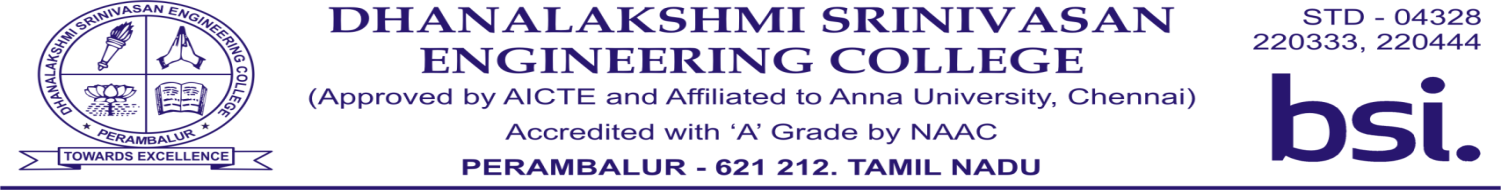 DHANALAKSHMI SRINIVASAN ENGINEERING COLLEGE
PERAMBALUR
TOWARDS EXCELLENCE
DHANALAKSHMI SRINIVASAN
ENGINEERING COLLEGE
(Approved by AICTE and Affiliated to Anna University, Chennai)
Accredited with ‘A’ Grade by NAAC
PERAMBALUR - 621 212. TAMIL NADU
STD - 04328
220333, 220444
bsi.